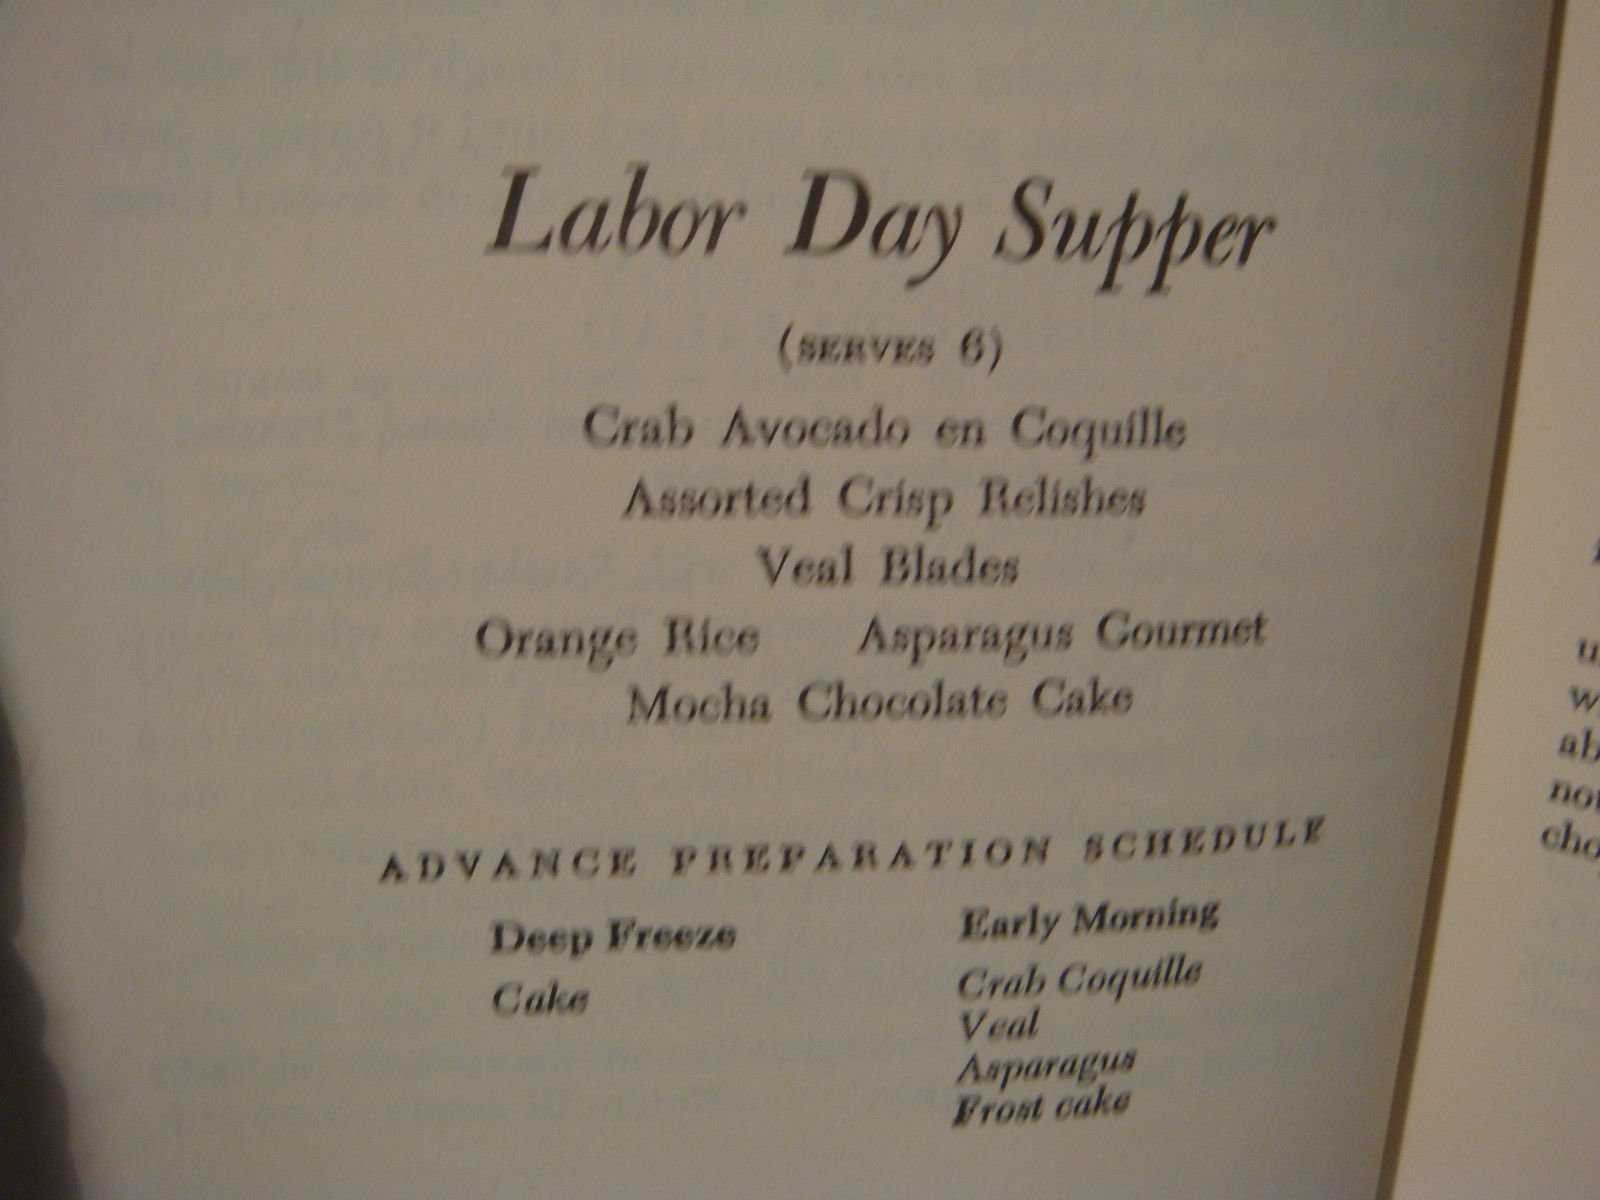 Labor Day Supper
(SERVES 6)
Crab Avocado en Coquille
Assorted Crisp Relishes
Veal Blades
Orange Rice Asparagus Gourmet
Mocha Chocolate Cake
ADVANCE PREPARATION SCHEDULE
Deep Freeze Early Morning
Cake Crab Coquille
Veal
Asparagus
Frost cake